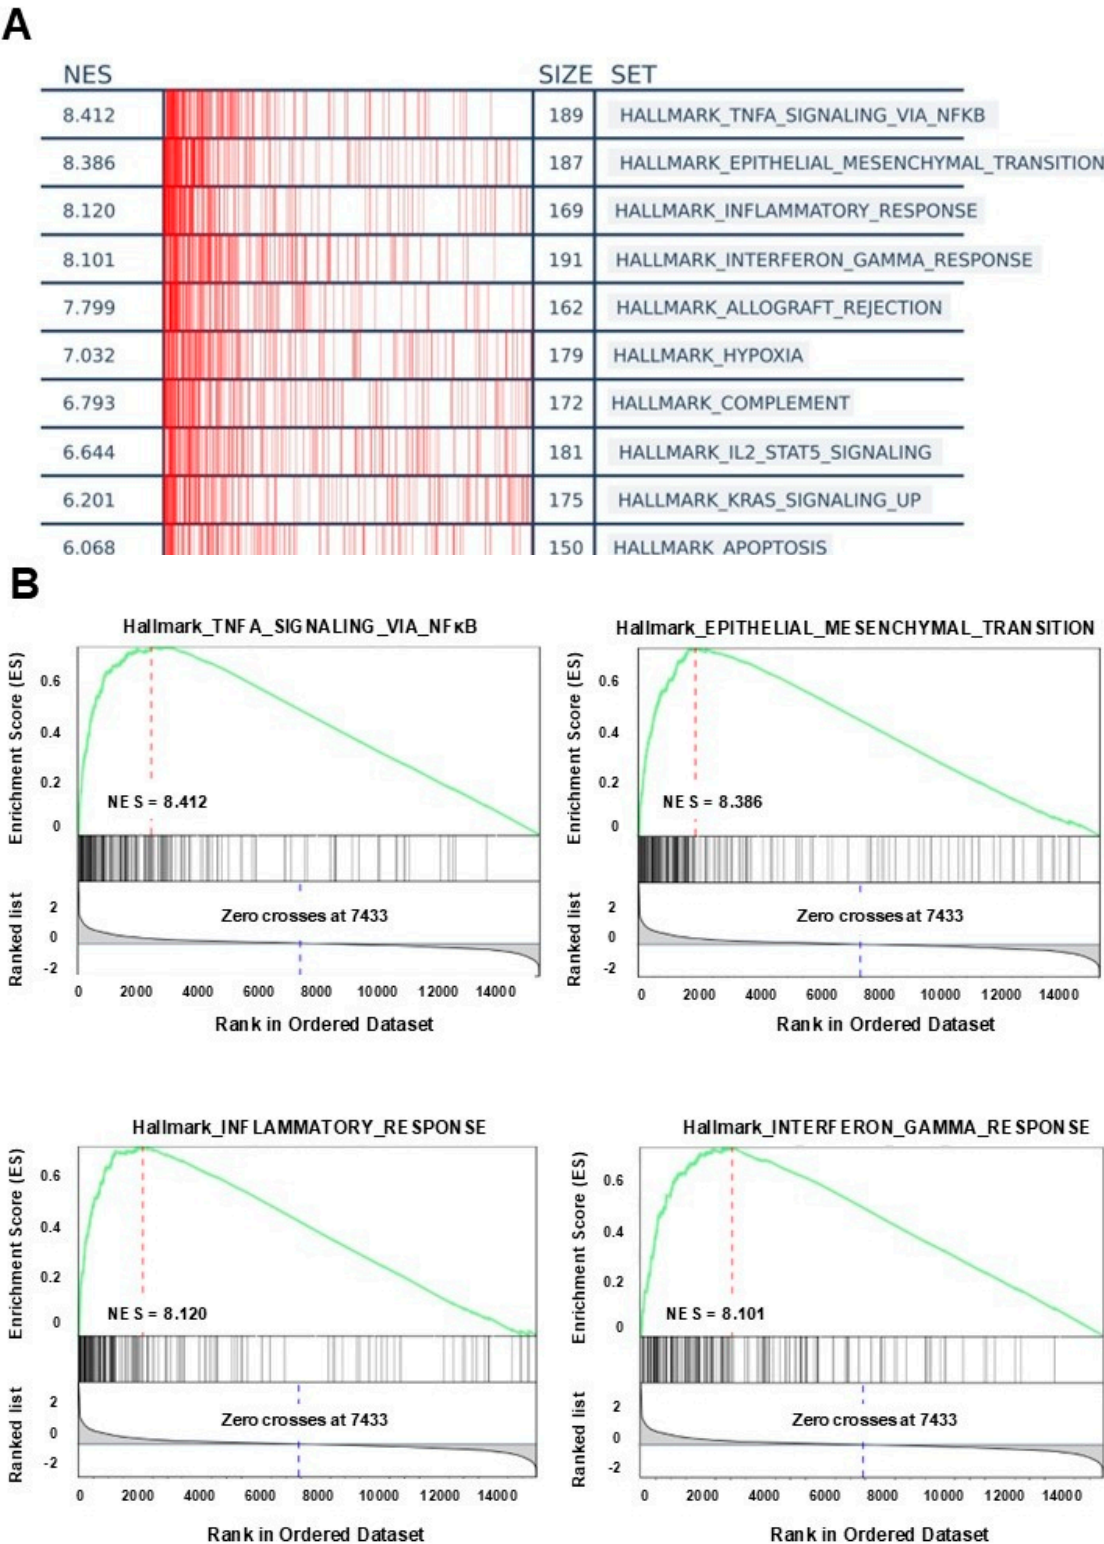 A
NES SIZE SET
8.412 189 HALLMARK_TNFA_SIGNALING_VIA_NFKB
8.386 187 HALLMARK_EPITHELIAL_MESENCHYMAL_TRANSITION
8.120 169 HALLMARK_INFLAMMATORY_RESPONSE
8.101 191 HALLMARK_INTERFERON_GAMMA_RESPONSE
7.799 162 HALLMARK_ALLOGRAFT_REJECTION
7.032 179 HALLMARK_HYPOXIA
6.793 172 HALLMARK_COMPLEMENT
6.644 181 HALLMARK_IL2_STAT5_SIGNALING
6.201 175 HALLMARK_KRAS_SIGNALING_UP
6.068 150 HALLMARK_APOPTOSIS
B
Hallmark_TNFA_SIGNALING_VIA_NFκB
Enrichment Score (ES)
0.6
0.4
0.2
0
NES = 8.412
Ranked list
2
0
-2
Zero crosses at 7433
0 2000 4000 6000 8000 10000 12000 14000
Rank in Ordered Dataset
Hallmark_EPITHELIAL_MESENCHYMAL_TRANSITION
Enrichment Score (ES)
0.6
0.4
0.2
0
NES = 8.386
Ranked list
2
0
-2
Zero crosses at 7433
0 2000 4000 6000 8000 10000 12000 14000
Rank in Ordered Dataset
Hallmark_INFLAMMATORY_RESPONSE
Enrichment Score (ES)
0.6
0.4
0.2
0
NES = 8.120
Ranked list
2
0
-2
Zero crosses at 7433
0 2000 4000 6000 8000 10000 12000 14000
Rank in Ordered Dataset
Hallmark_INTERFERON_GAMMA_RESPONSE
Enrichment Score (ES)
0.6
0.4
0.2
0
NES = 8.101
Ranked list
2
0
-2
Zero crosses at 7433
0 2000 4000 6000 8000 10000 12000 14000
Rank in Ordered Dataset